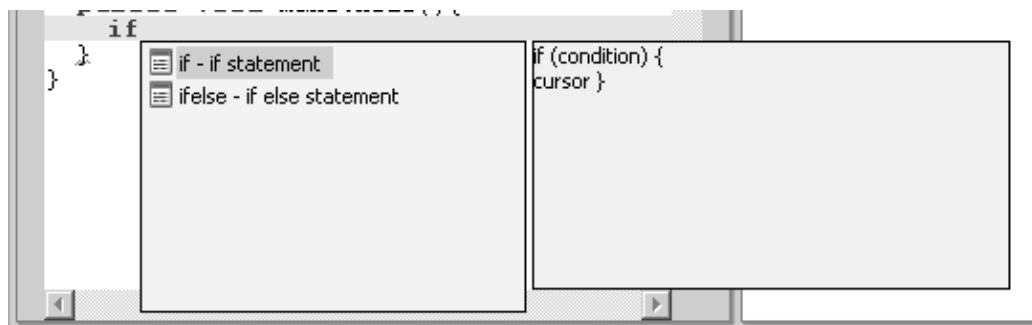 if
}
}
if - if statement
ifelse - if else statement
if (condition) {
cursor }